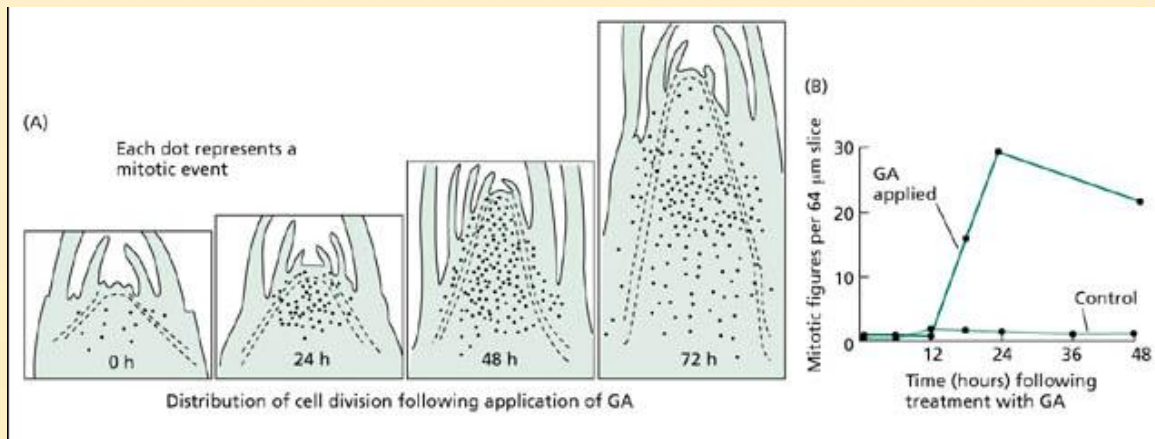 (A)
Each dot represents a
mitotic event
0 h
24 h
48 h
72 h
Distribution of cell division following application of GA
(B)
Mitotic figures per 64 μm slice
30
20
10
0
GA
applied
Control
12
24
36
48
Time (hours) following
treatment with GA